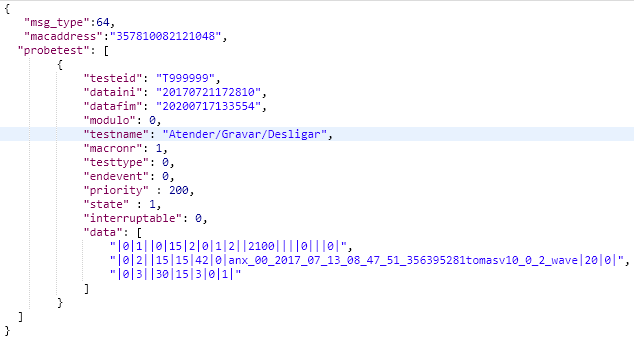 {
"msg_type":64,
"macaddress":"357810082121048",
"probetest": [
{
"testeid": "T999999",
"dataini": "20170721172810",
"datafim": "20200717133554",
"modulo": 0,
"testname": "Atender/Gravar/Desligar",
"macronr": 1,
"testtype": 0,
"endevent": 0,
"priority" : 200,
"state" : 1,
"interruptable": 0,
"data": [
"|0|1||0|15|2|0|1|2||2100||||0|||0|",
"|0|2||15|15|42|0|anx_00_2017_07_13_08_47_51_356395281tomasv10_0_2_wave|20|0|",
"|0|3||30|15|3|0|1|"
]
}
]
}